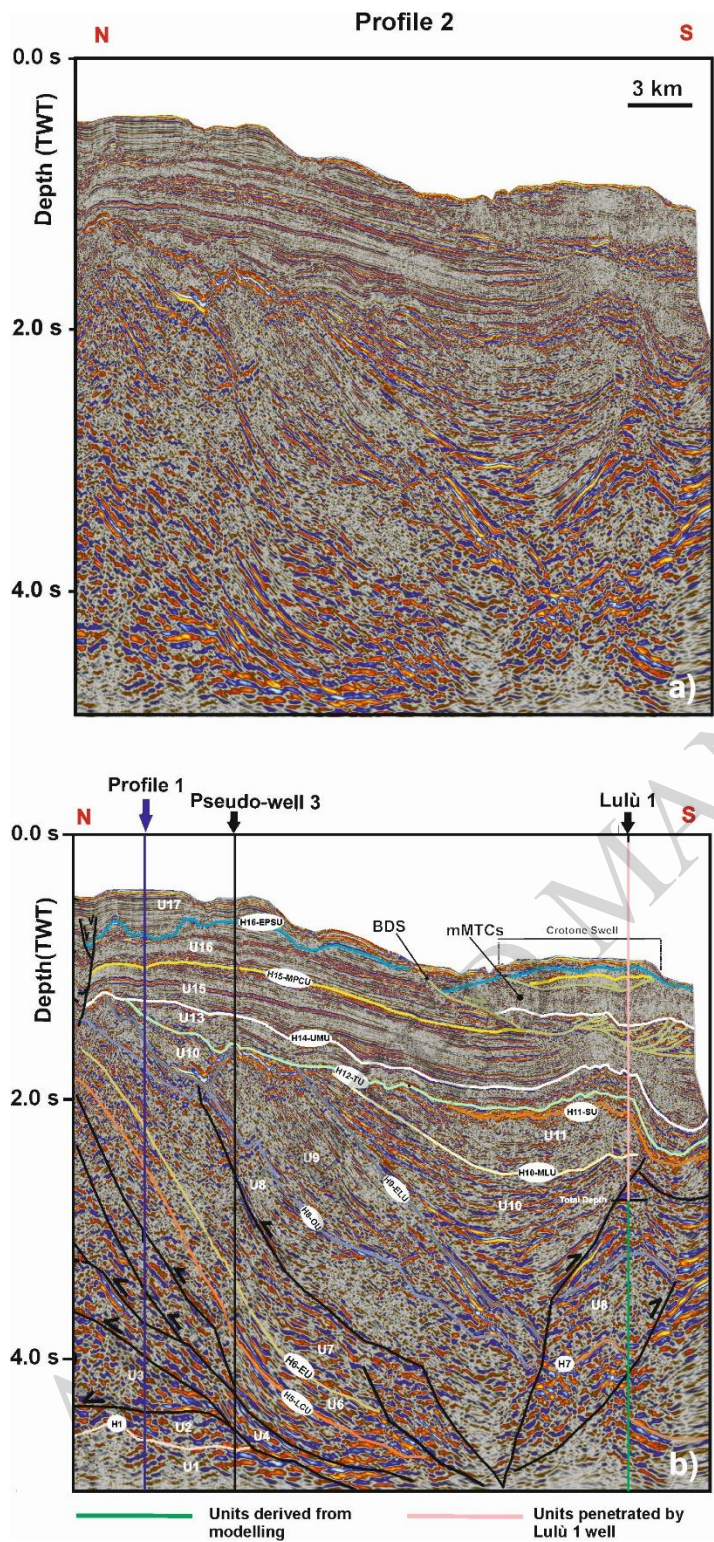 Profile 2
N
S
0.0 s
3 km
Depth (TWT)
2.0 s
4.0 s
a)
Profile 1
Pseudo-well 3
Lulù 1
N
S
0.0 s
U17
H16-EPSU
BDS
mMTCs
Crotone Swell
U16
Depth(TWT)
H15-MPCU
U15
U13
H14-UMU
U10
H12-TU
2.0 s
H11-SU
U11
U9
H10-MLU
U8
H9-ELU
U10
Total Depth
H8-OU
U8
U7
4.0 s
H6-EU
H7
U3
U6
H5-LCU
U2
H1
U4
U1
b)
Units derived from
modelling
Units penetrated by
Lulù 1 well